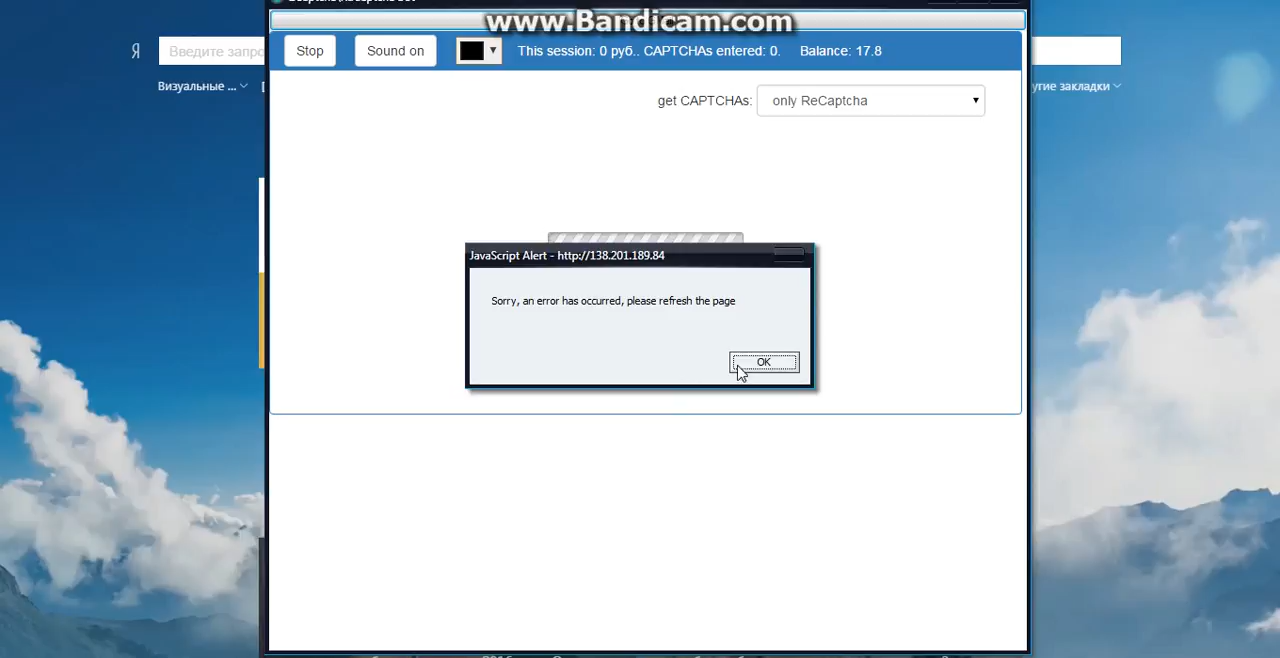 www.Bandicam.com
Stop
Sound on
This session: 0 руб.. CAPTCHAs entered: 0.
Balance: 17.8
Я
Введите запро
Визуальные ...
угие закладки
get CAPTCHAs:
only ReCaptcha
JavaScript Alert - http://138.201.189.84
Sorry, an error has occurred, please refresh the page
OK